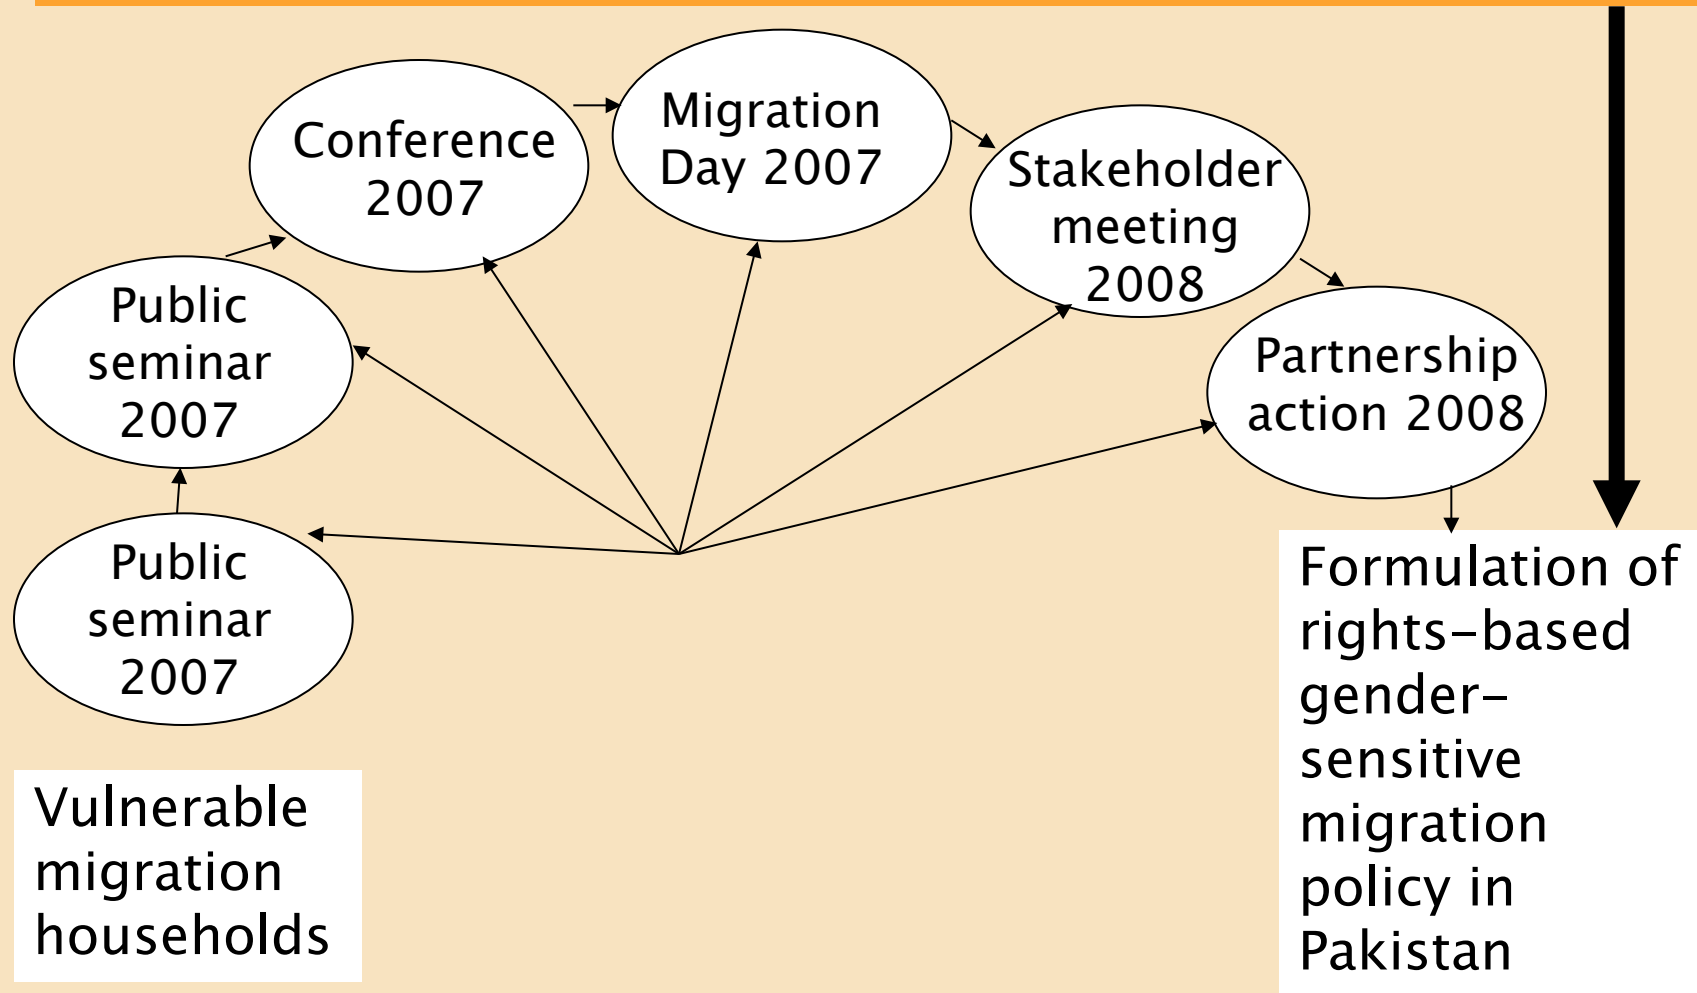 Conference
2007
Migration
Day 2007
Stakeholder
meeting
2008
Public
seminar
2007
Partnership
action 2008
Public
seminar
2007
Formulation of
rights-based
gender-
sensitive
migration
policy in
Pakistan
Vulnerable
migration
households